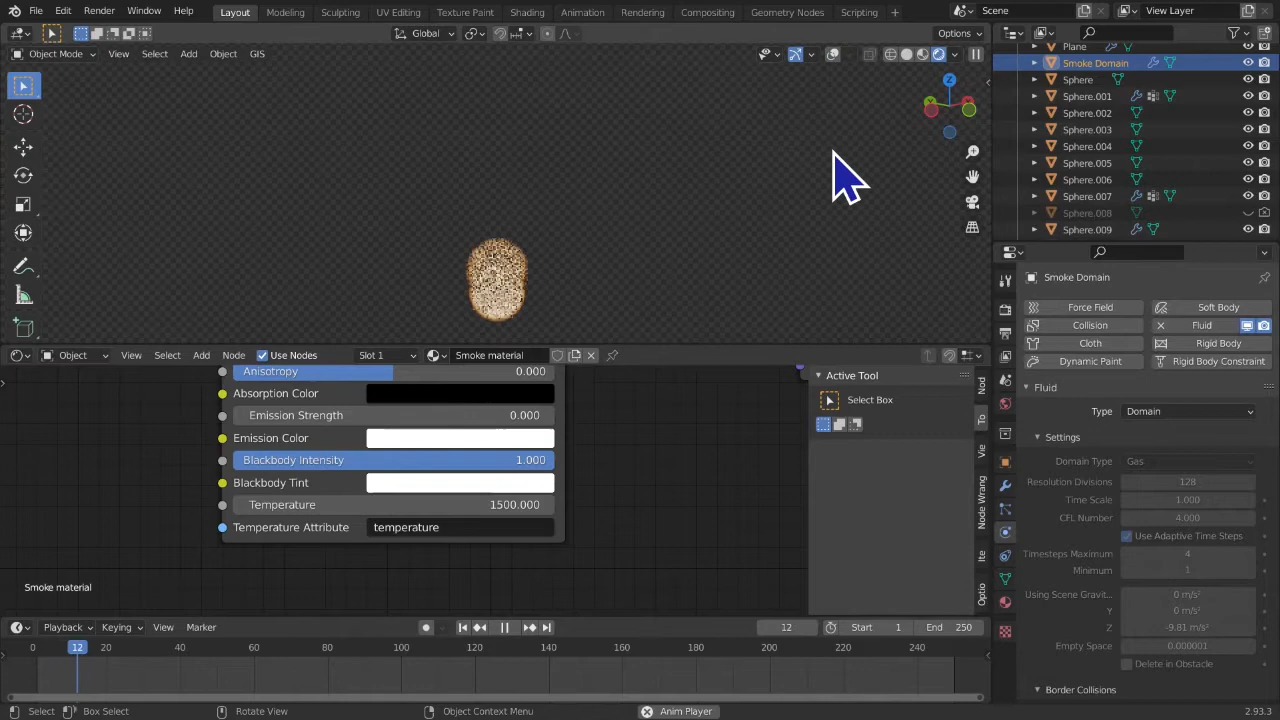 File Edit Render Window Help Layout Modeling Sculpting UV Editing Texture Paint Shading Animation Rendering Compositing Geometry Nodes Scripting + Scene View Layer
Global Options
Object Mode View Select Add Object GIS
Plane
Smoke Domain
Sphere
Sphere.001
Sphere.002
Sphere.003
Sphere.004
Sphere.005
Sphere.006
Sphere.007
Sphere.008
Sphere.009
Z
Y
Object View Select Add Node Use Nodes Slot 1 Smoke material
Anisotropy 0.000
Absorption Color
Emission Strength 0.000
Emission Color
Blackbody Intensity 1.000
Blackbody Tint
Temperature 1500.000
Temperature Attribute temperature
Smoke material
Active Tool
Select Box
Nod
To
Vie
Node Wrang
Ite
Optio
Smoke Domain
Force Field Soft Body
Collision Fluid
Cloth Rigid Body
Dynamic Paint Rigid Body Constraint
Fluid
Type Domain
Settings
Domain Type Gas
Resolution Divisions 128
Time Scale 1.000
CFL Number 4.000
Use Adaptive Time Steps
Timesteps Maximum 4
Minimum 1
Using Scene Gravit... 0 m/s²
Y 0 m/s²
Z -9.81 m/s²
Empty Space 0.000001
Delete in Obstacle
Border Collisions
Playback Keying View Marker 12 Start 1 End 250
0 12 20 40 60 80 100 120 140 160 180 200 220 240
Select Box Select Rotate View Object Context Menu Anim Player 2.93.3